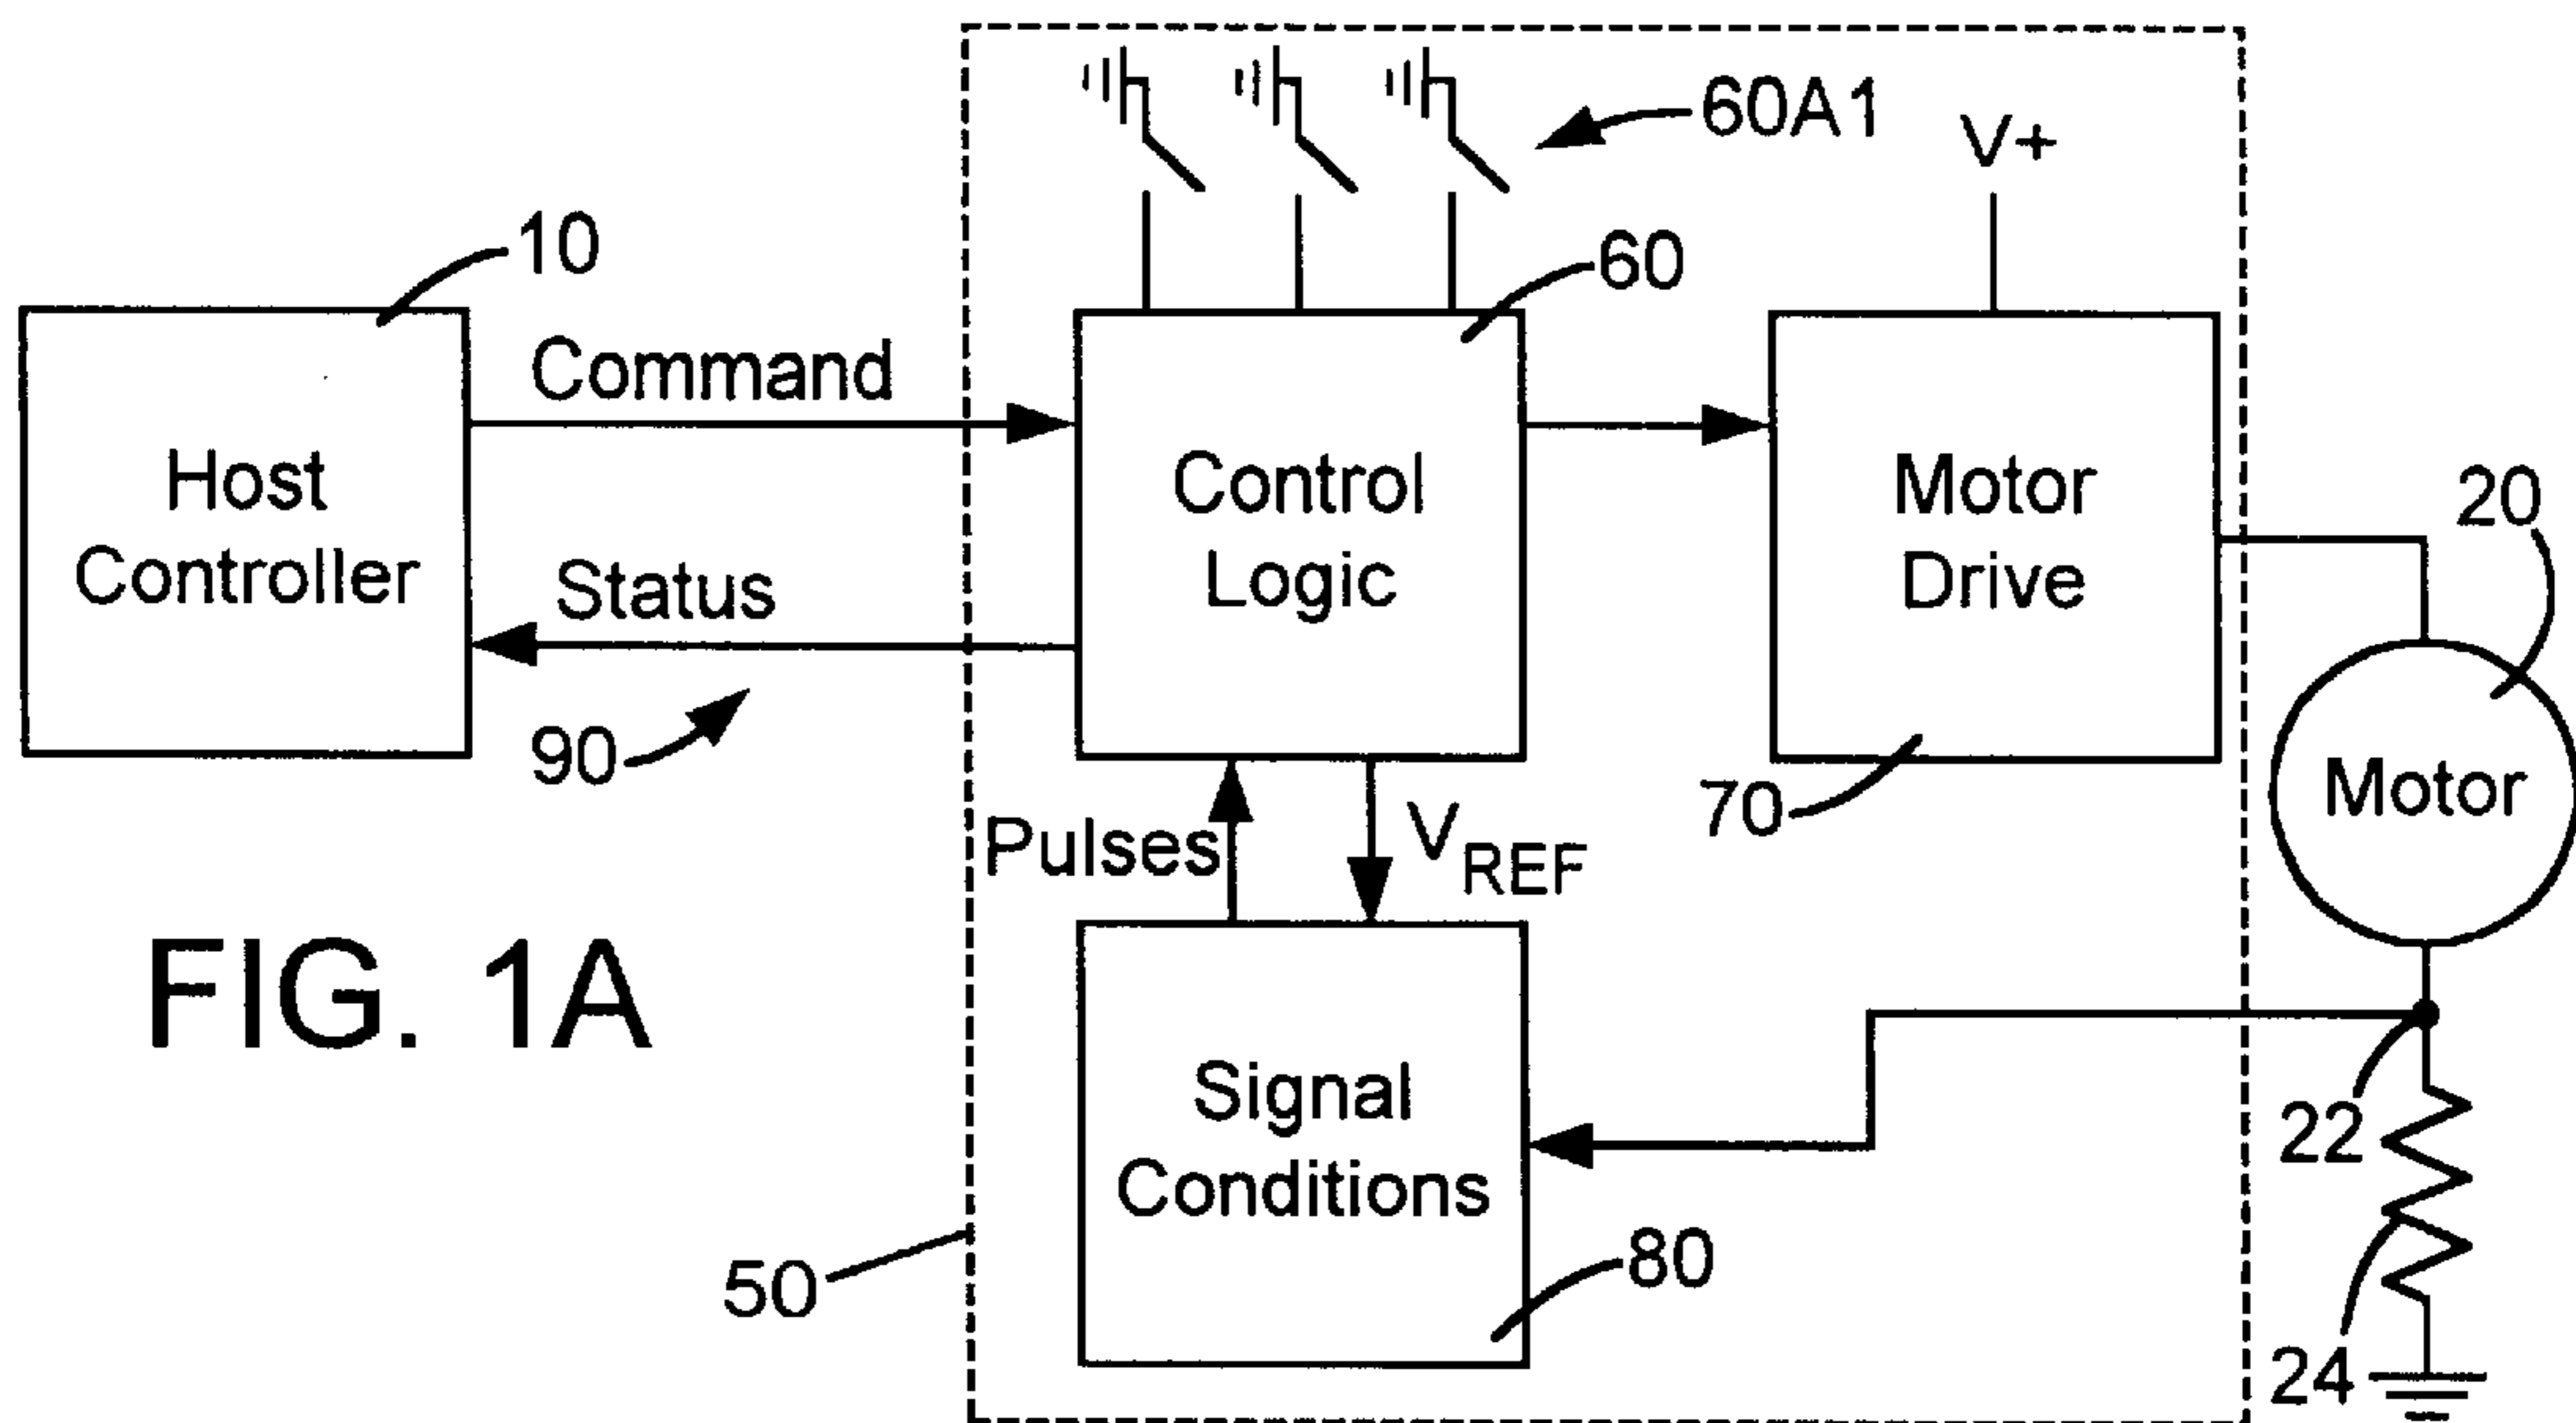 60A1
V+
10
60
Command
Host
Controller
Control
Logic
Motor
Drive
20
Status
90
70
Motor
Pulses
VREF
FIG. 1A
Signal
Conditions
22
50
80
24